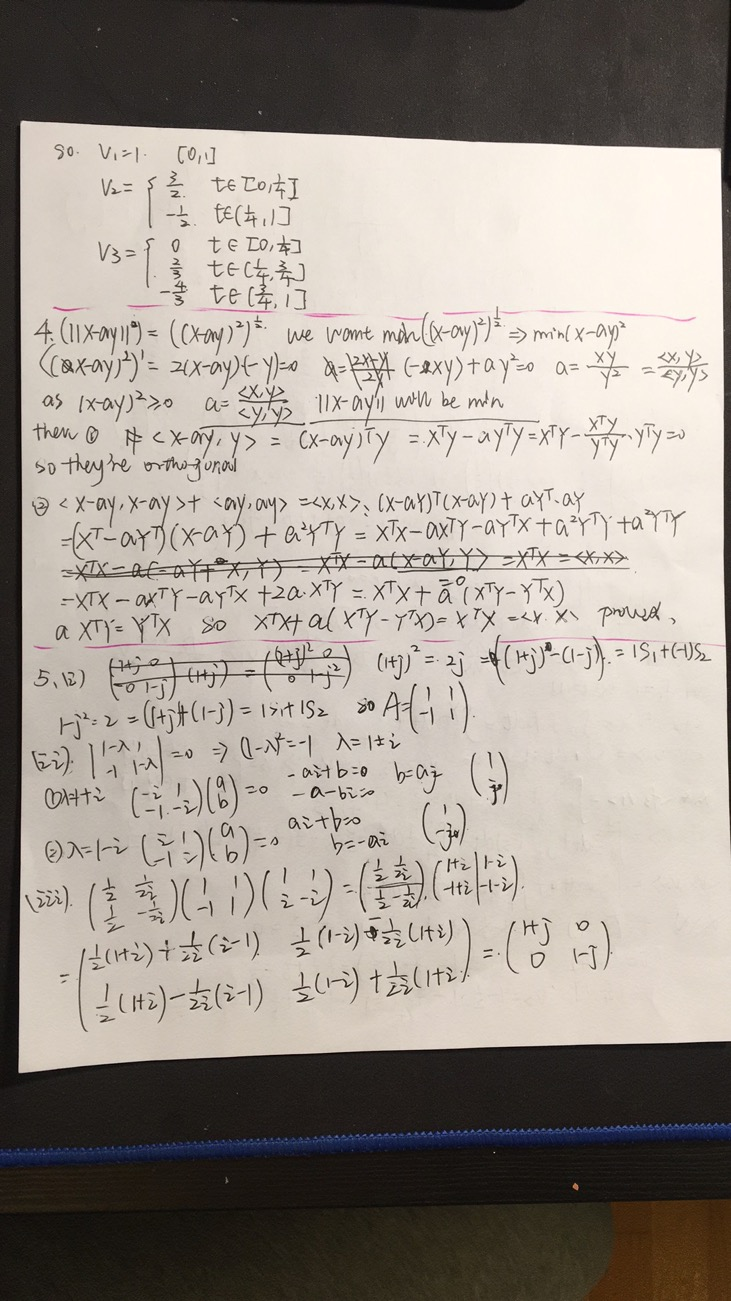 so. V₁=1. [0,1]
V₂= { 3/2 t∈[0,1/4]
-1/2. t∈(1/4,1]
V₃= { 0 t∈[0,1/4]
2/3 t∈(1/4,3/4]
-4/3 t∈(3/4,1]
4. (||x-ay||²) = ((x-ay)²)^½. we want min((x-ay)²)^½ ⇒ min(x-ay)²
((x-ay)²)' = 2(x-ay)(-y)=0 (-xy)+ay²=0 a=xy/y² = <x,y>/<y,y>
as (x-ay)²≥0 a=<x,y>/<y,y> ||x-ay|| will be min
then ① <x-ay,y> = (x-ay)ᵀy = xᵀy-ayᵀy = xᵀy - xᵀy/yᵀy · yᵀy=0
so they're orthogonal
② <x-ay,x-ay>+<ay,ay>=<x,x>. (x-ay)ᵀ(x-ay)+ayᵀ·ay
=(xᵀ-ayᵀ)(x-ay)+a²yᵀy = xᵀx-axᵀy-ayᵀx+a²yᵀy+a²yᵀy
=xᵀx-axᵀy-ayᵀx+2a·xᵀy = xᵀx+a(xᵀy-yᵀx)
a xᵀy=yᵀx so xᵀx+a(xᵀy-yᵀx)=xᵀx=<x.x> proved.
5.(i) (1+j)²=2j = ((1+j)-(1-j)).=1S₁+(-1)S₂
1-j²=2=(1+j)+(1-j)=1S₁+1S₂ so A=(1 1; -1 1).
(ii). |1-λ 1; -1 1-λ|=0 ⇒ (1-λ)²=-1 λ=1±i
①λ=1+i (-i 1; -1 -i)(a b)=0 -ai+b=0 -a-bi=0 b=aj (1; j)
②λ=1-i (i 1; -1 i)(a b)=0 ai+b=0 b=-ai (1; -j)
(iii). (1/2 1/2i; 1/2 -1/2i)(1 1; -1 1)(1 1; i -i)=(1/2 1/2i; 1/2 -1/2i).(1+i 1-i; -1+i -1-i)
=(1/2(1+i)+1/2i(i-1) 1/2(1-i)-1/2i(1+i); 1/2(1+i)-1/2i(i-1) 1/2(1-i)+1/2i(1+i))=(1+j 0; 0 1-j).